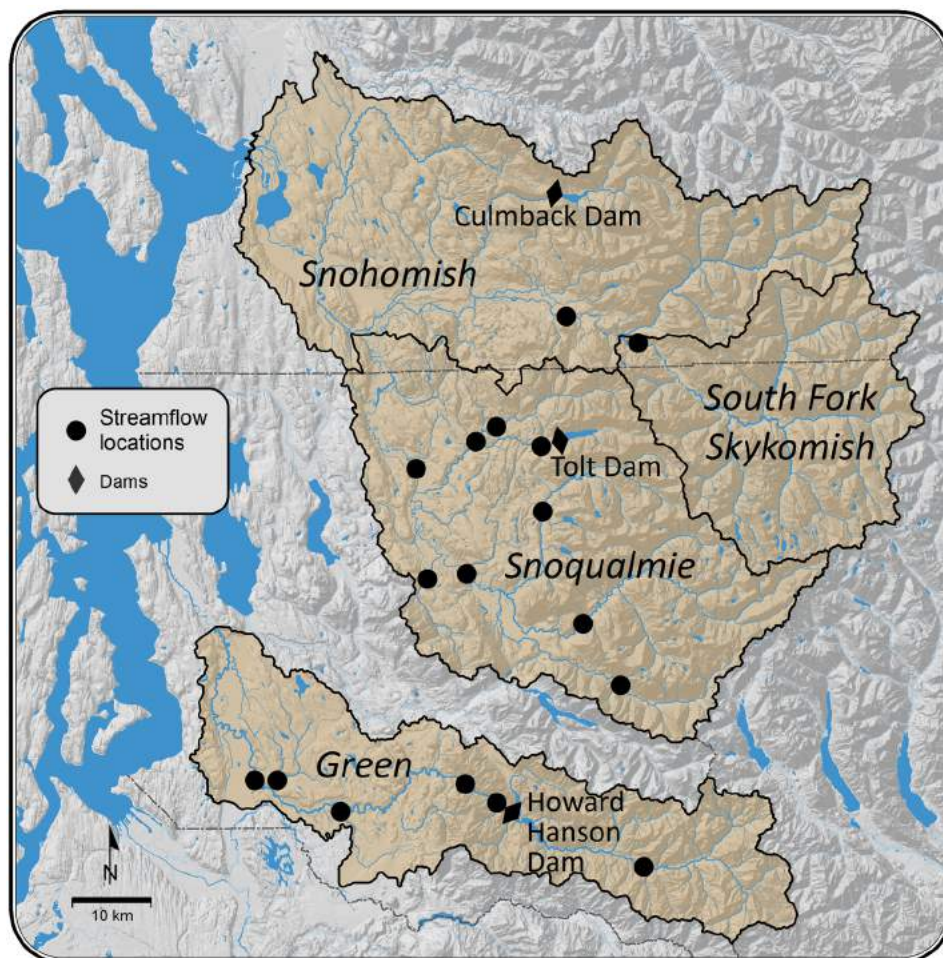 Culmback Dam
Snohomish
South Fork
Skykomish
Streamflow
locations
Dams
Tolt Dam
Snoqualmie
Green
Howard
Hanson
Dam
N
10 km